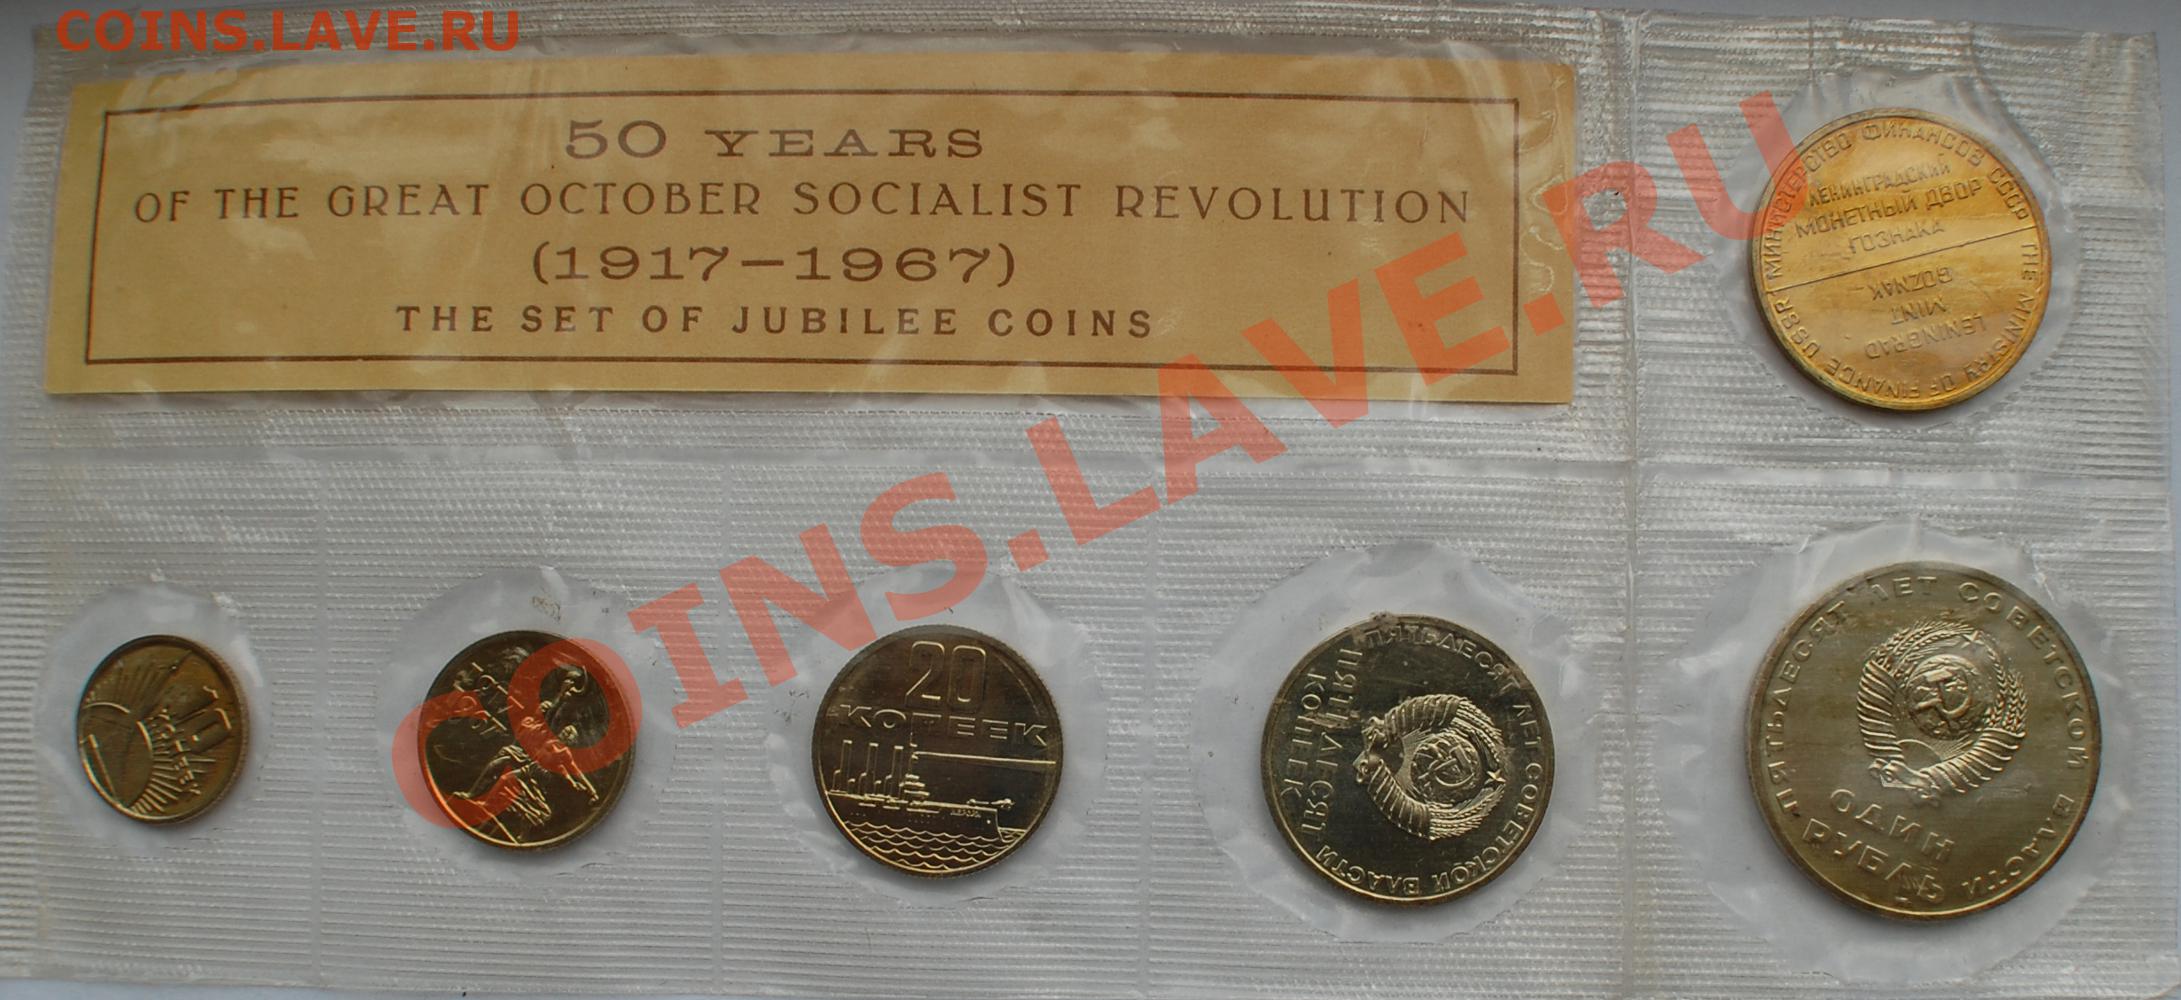 COINS.LAVE.RU
50 YEARS
OF THE GREAT OCTOBER SOCIALIST REVOLUTION
(1917–1967)
THE SET OF JUBILEE COINS
МИНИСТЕРСТВО ФИНАНСОВ СССР
ЛЕНИНГРАДСКИЙ
МОНЕТНЫЙ ДВОР
ГОЗНАКА
THE MINISTRY OF FINANCE USSR
LENINGRAD
MINT
GOZNAK
COINS.LAVE.RU
10
КОПЕЕК
20
КОПЕЕК
ПЯТЬДЕСЯТ ЛЕТ СОВЕТСКОЙ ВЛАСТИ
ПЯТЬДЕСЯТ
КОПЕЕК
ПЯТЬДЕСЯТ ЛЕТ СОВЕТСКОЙ ВЛАСТИ
ОДИН
РУБЛЬ